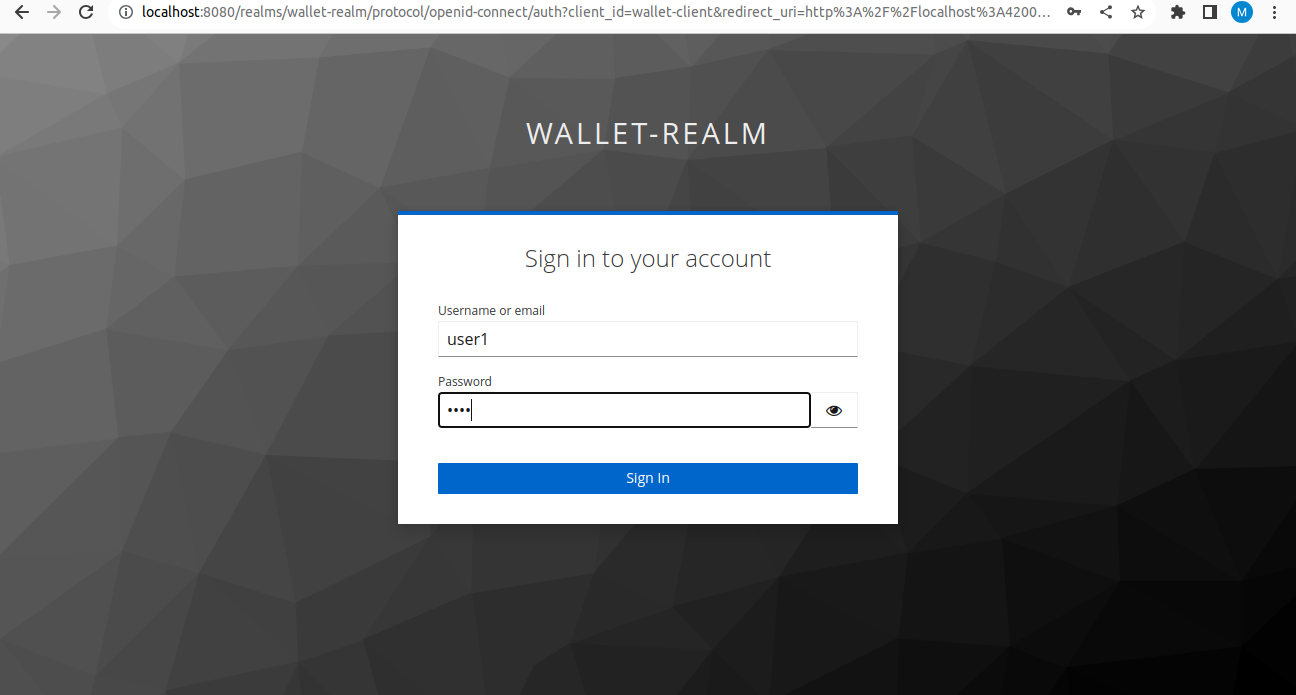 localhost:8080/realms/wallet-realm/protocol/openid-connect/auth?client_id=wallet-client&redirect_uri=http%3A%2F%2Flocalhost%3A4200...
M
WALLET-REALM
Sign in to your account
Username or email
user1
Password
••••
Sign In